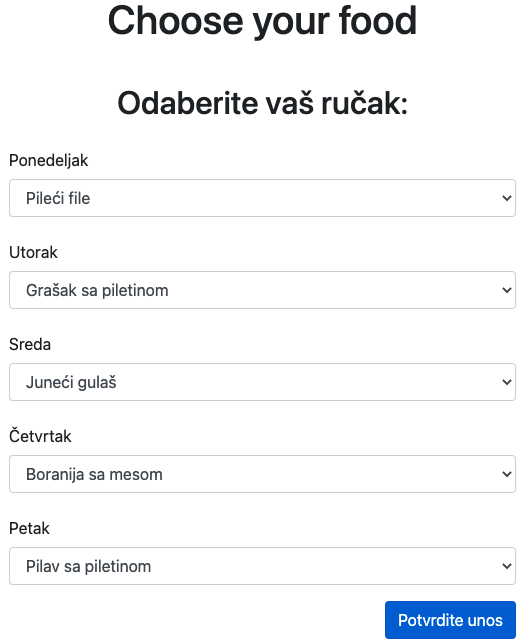 Choose your food
Odaberite vaš ručak:
Ponedeljak
Pileći file
Utorak
Grašak sa piletinom
Sreda
Juneći gulaš
Četvrtak
Boranija sa mesom
Petak
Pilav sa piletinom
Potvrdite unos